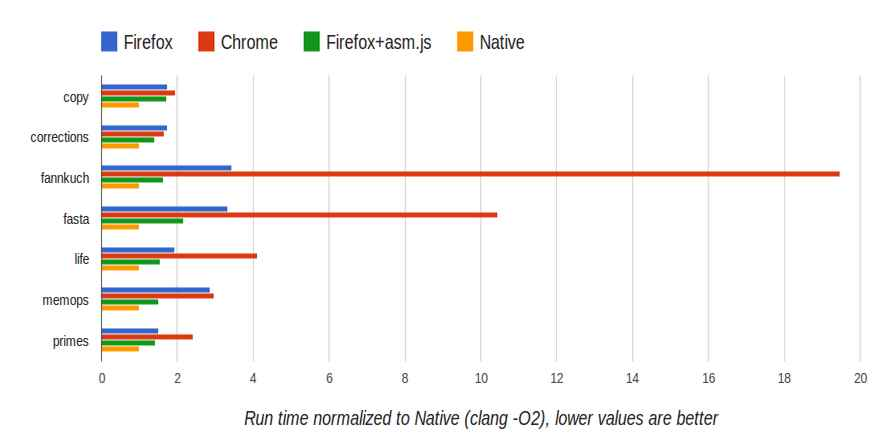 Firefox Chrome Firefox+asm.js Native
copy
corrections
fannkuch
fasta
life
memops
primes
0 2 4 6 8 10 12 14 16 18 20
Run time normalized to Native (clang -O2), lower values are better